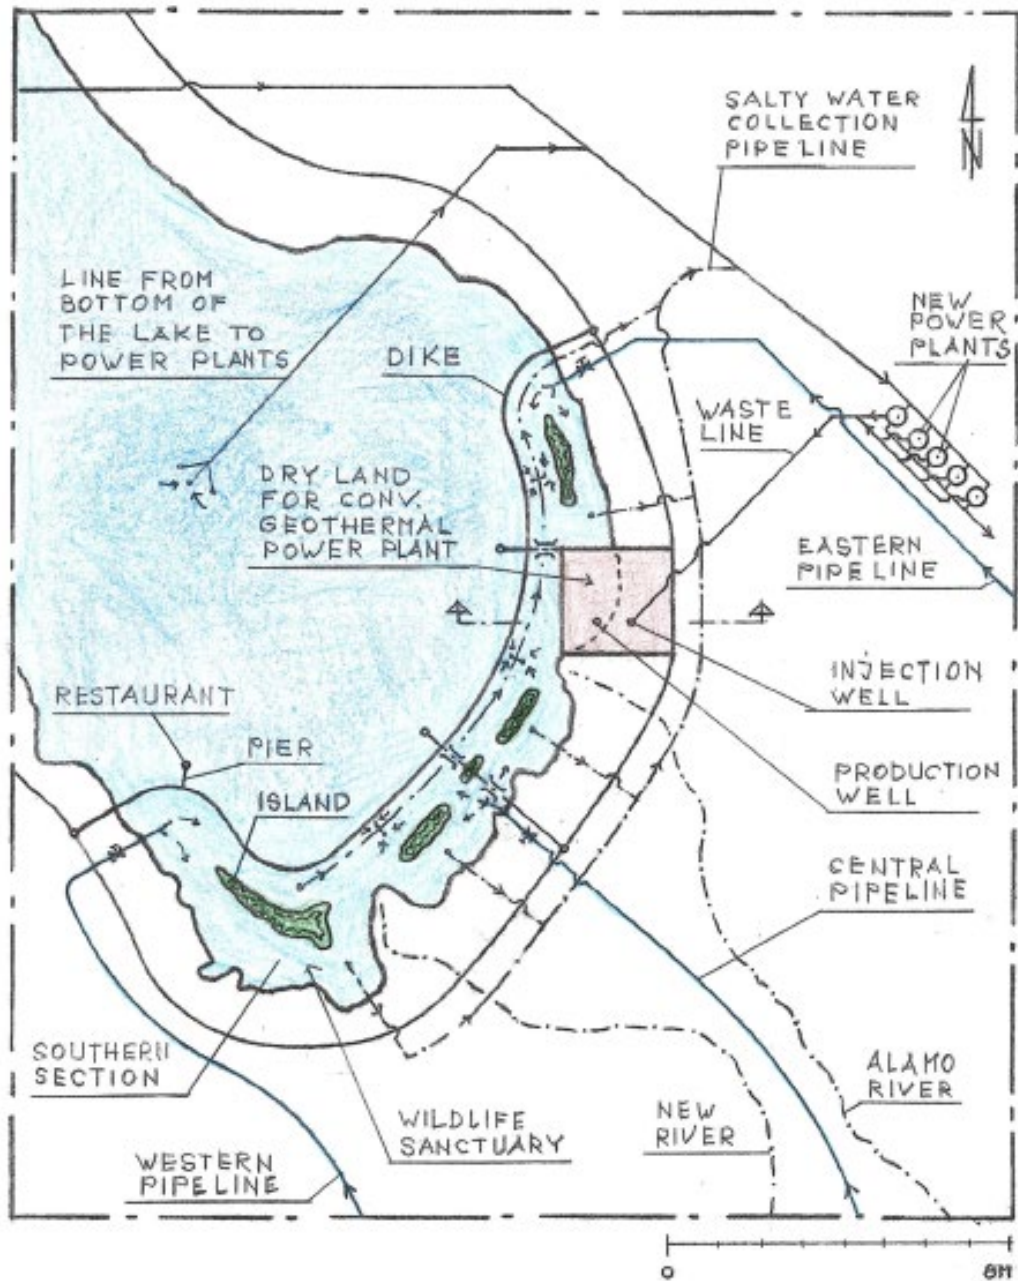 SALTY WATER
COLLECTION
PIPE LINE
N
LINE FROM
BOTTOM OF
THE LAKE TO
POWER PLANTS
NEW
POWER
PLANTS
DIKE
WASTE
LINE
DRY LAND
FOR CONV.
GEOTHERMAL
POWER PLANT
EASTERN
PIPELINE
RESTAURANT
INJECTION
WELL
PIER
ISLAND
PRODUCTION
WELL
CENTRAL
PIPELINE
SOUTHERN
SECTION
ALAMO
RIVER
WILDLIFE
SANCTUARY
NEW
RIVER
WESTERN
PIPELINE
0 8M